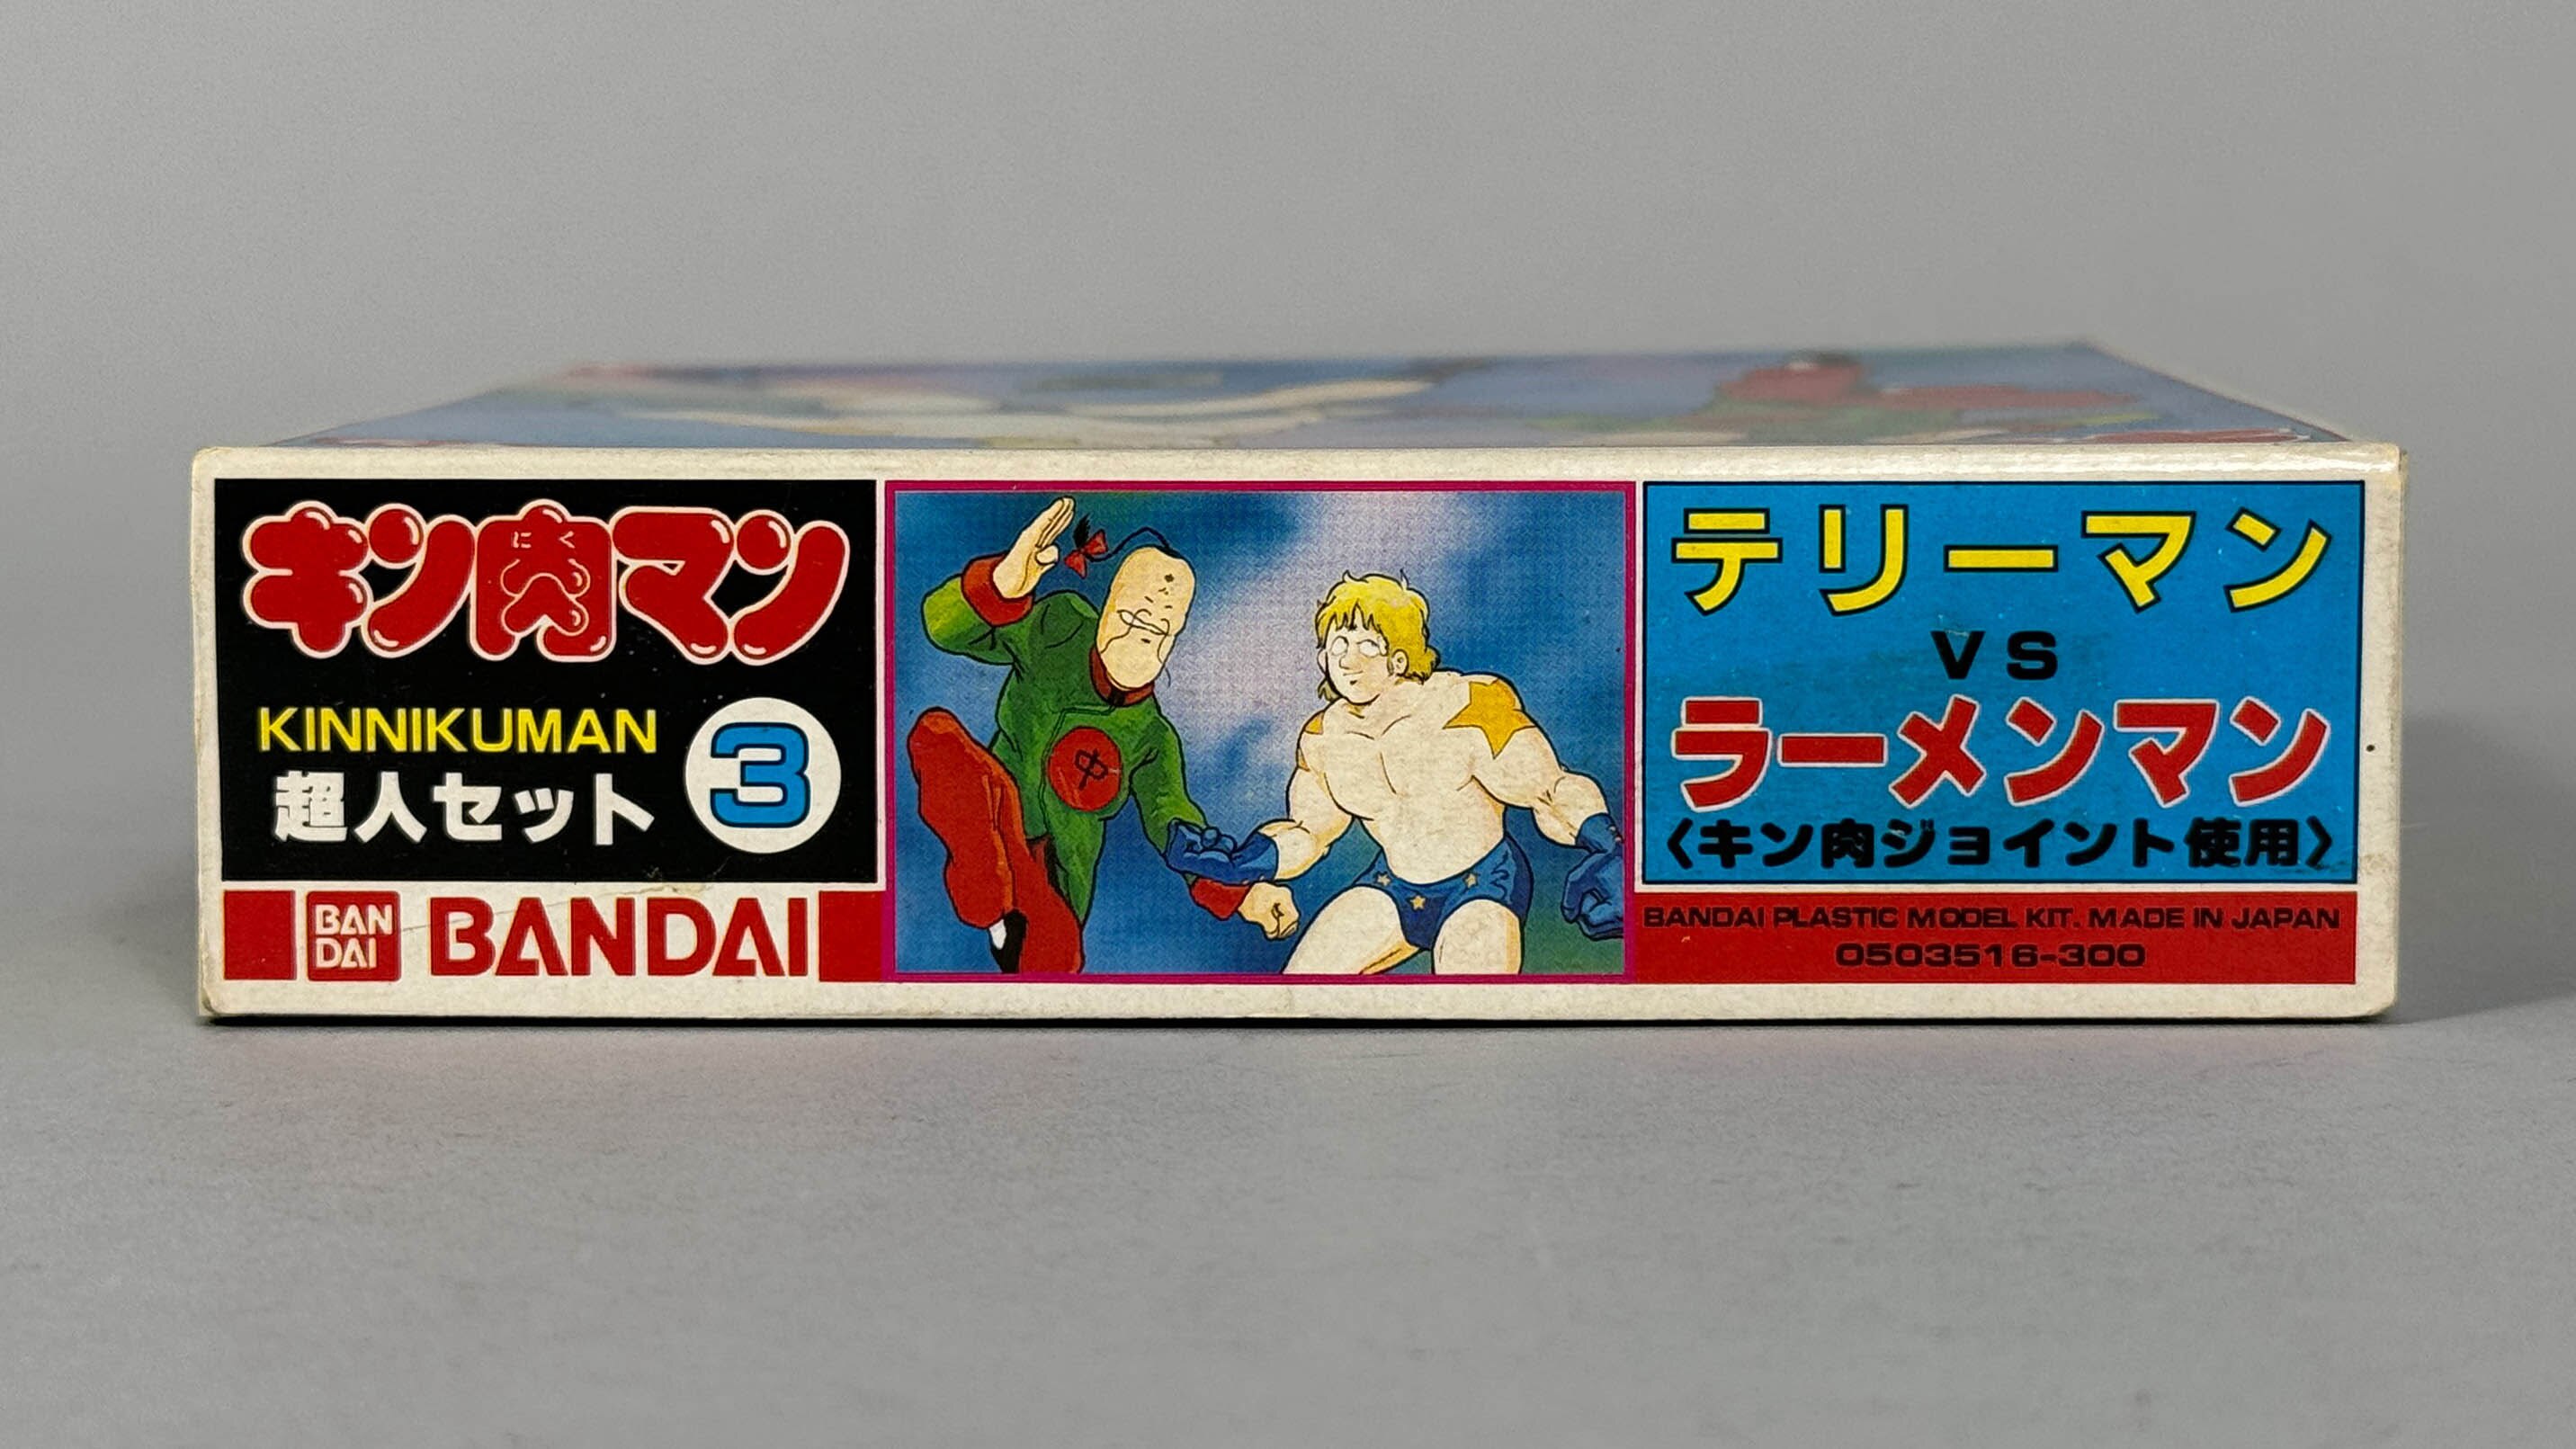 キン肉マン
にく
KINNIKUMAN
超人セット
3
BAN
DAI
BANDAI
中
テリーマン
VS
ラーメンマン
〈キン肉ジョイント使用〉
BANDAI PLASTIC MODEL KIT. MADE IN JAPAN
0503516-300